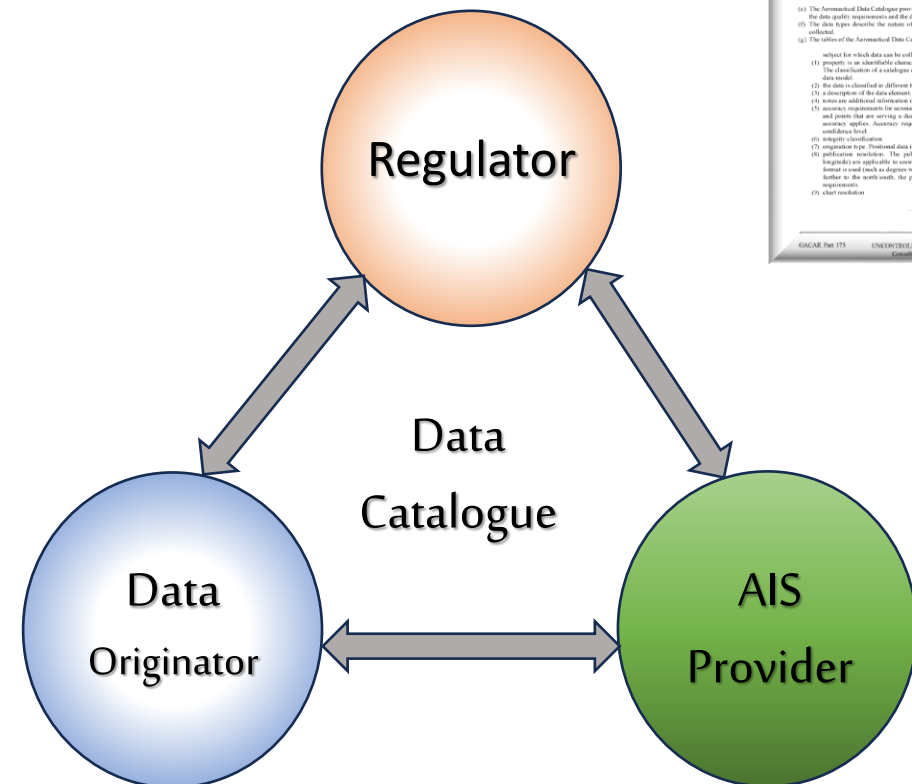 (e) The Aeronautical Data Catalogue prov
the data quality requirements and the d
(f) The data types describe the nature of
collected.
(g) The tables of the Aeronautical Data Ca
subject for which data can be coll
(1) property is an identifiable charac
The classification of a catalogue
data model.
(2) the data is classified in different t
(3) a description of the data element.
(4) notes are additional information
(5) accuracy requirements for
and points that are serving a
accuracy applies. Accuracy requ
confidence level
(6) integrity classification.
(7) origination type. Positional data i
(8) publication resolution. The pub
longitude) are applicable to
format is used (such as degrees w
further to the north/south, the p
requirements.
(9) chart resolution
GACAR Part 175
Regulator
Data
Catalogue
Data
Originator
AIS
Provider